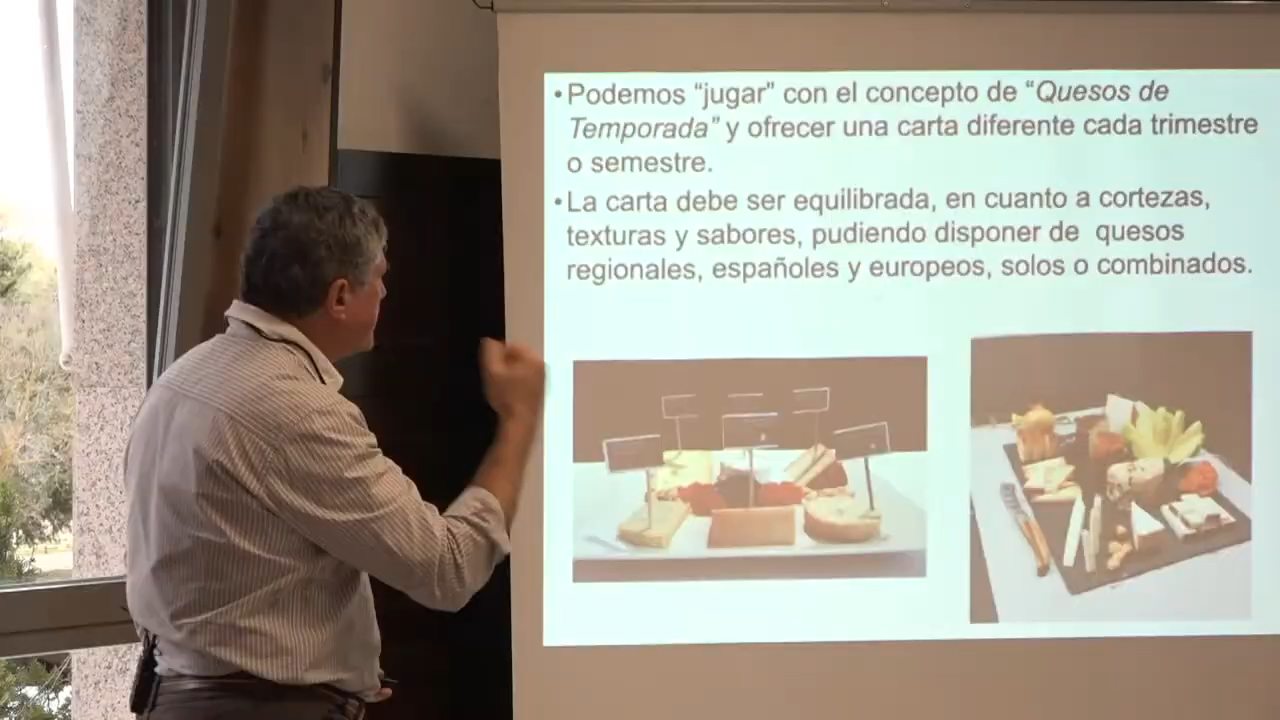 •Podemos “jugar” con el concepto de “Quesos de
Temporada” y ofrecer una carta diferente cada trimestre
o semestre.
•La carta debe ser equilibrada, en cuanto a cortezas,
texturas y sabores, pudiendo disponer de quesos
regionales, españoles y europeos, solos o combinados.